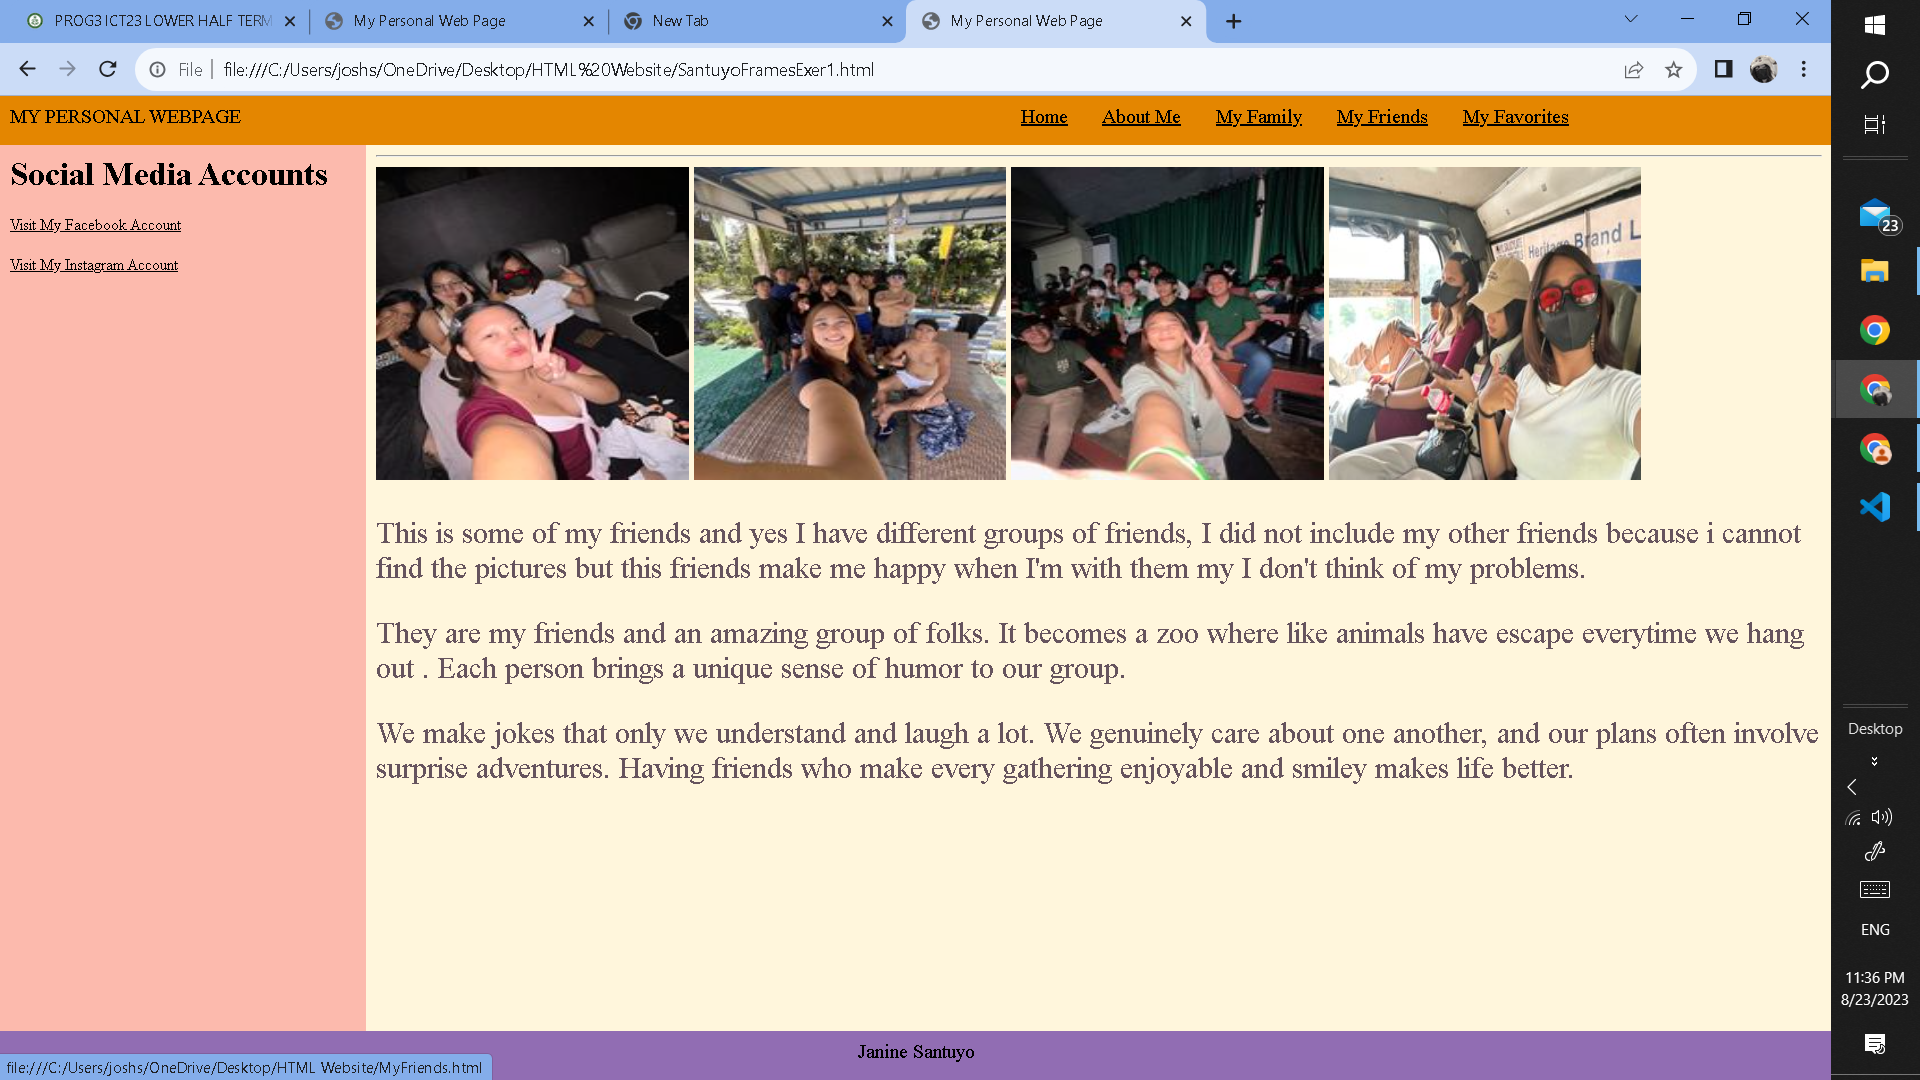 PROG3 ICT23 LOWER HALF TERM
My Personal Web Page
New Tab
My Personal Web Page
File
file:///C:/Users/joshs/OneDrive/Desktop/HTML%20Website/SantuyoFramesExer1.html
MY PERSONAL WEBPAGE
Home About Me My Family My Friends My Favorites
Social Media Accounts
Visit My Facebook Account
Visit My Instagram Account
Heritage Brand L
This is some of my friends and yes I have different groups of friends, I did not include my other friends because i cannot
find the pictures but this friends make me happy when I'm with them my I don't think of my problems.
They are my friends and an amazing group of folks. It becomes a zoo where like animals have escape everytime we hang
out . Each person brings a unique sense of humor to our group.
We make jokes that only we understand and laugh a lot. We genuinely care about one another, and our plans often involve
surprise adventures. Having friends who make every gathering enjoyable and smiley makes life better.
Janine Santuyo
file:///C:/Users/joshs/OneDrive/Desktop/HTML Website/MyFriends.html
23
Desktop
ENG
11:36 PM
8/23/2023